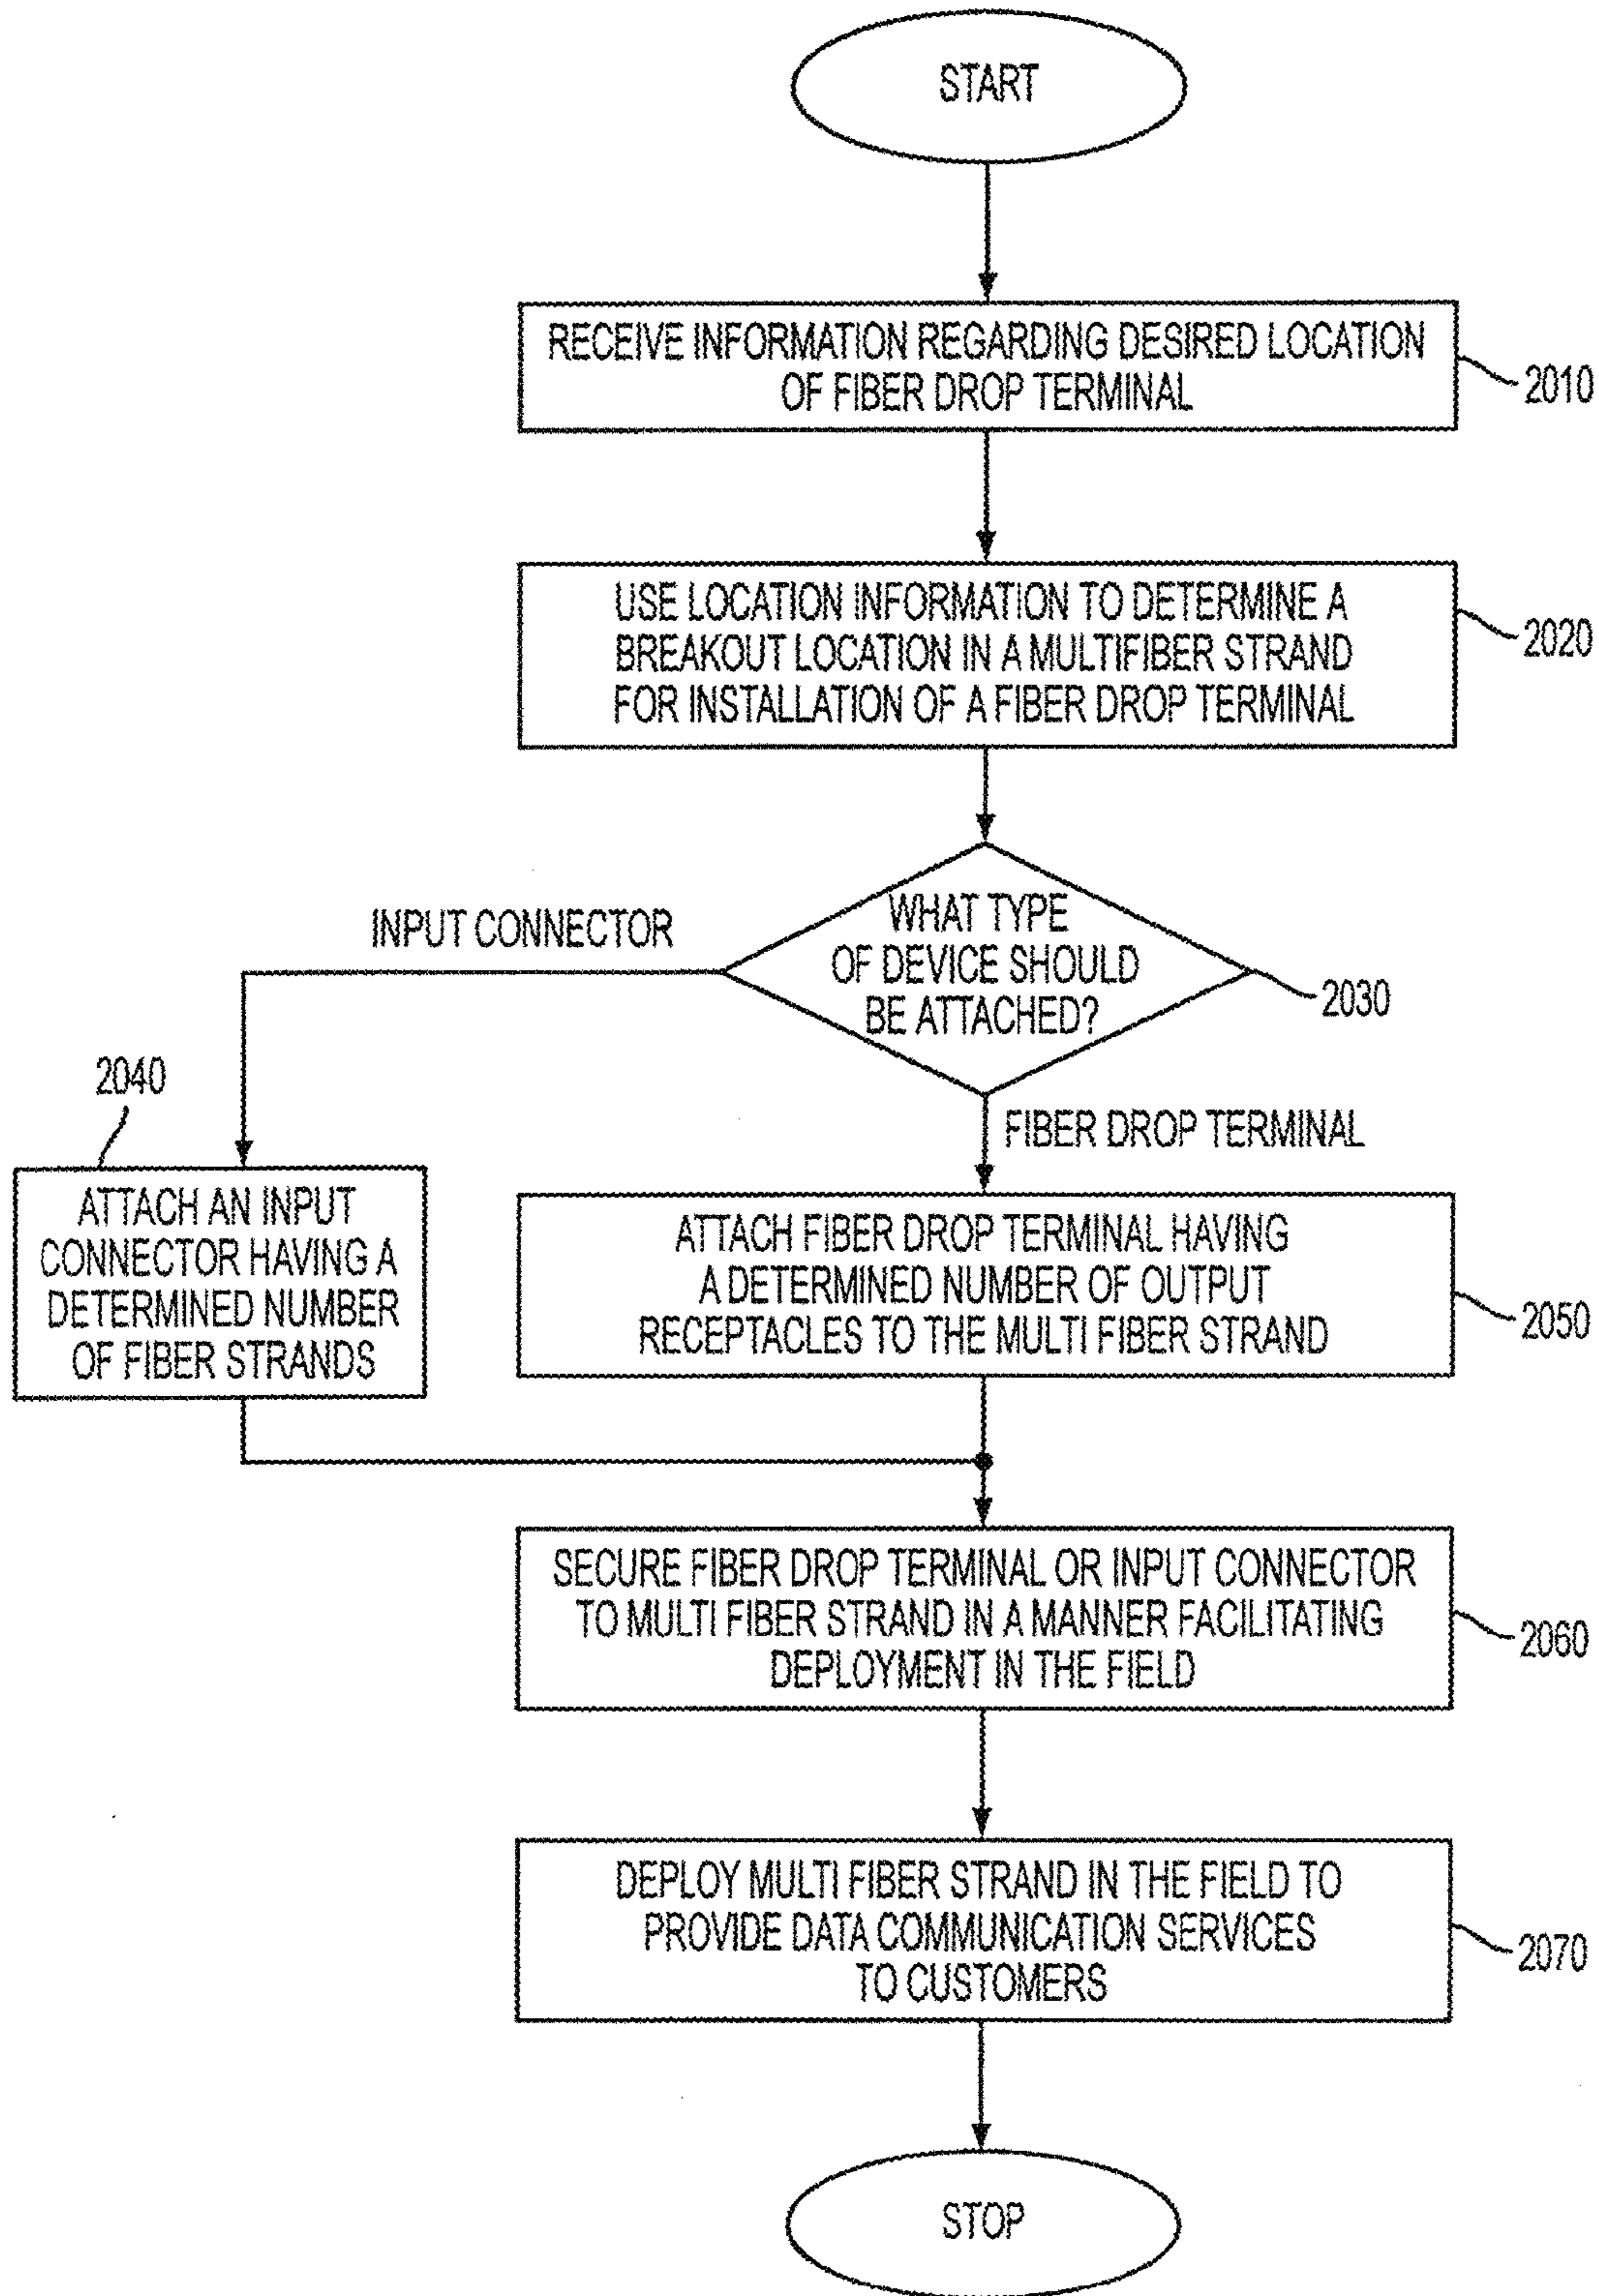 START
RECEIVE INFORMATION REGARDING DESIRED LOCATION
OF FIBER DROP TERMINAL
2010
USE LOCATION INFORMATION TO DETERMINE A
BREAKOUT LOCATION IN A MULTIFIBER STRAND
FOR INSTALLATION OF A FIBER DROP TERMINAL
2020
WHAT TYPE
OF DEVICE SHOULD
BE ATTACHED?
2030
INPUT CONNECTOR
FIBER DROP TERMINAL
2040
ATTACH AN INPUT
CONNECTOR HAVING A
DETERMINED NUMBER
OF FIBER STRANDS
ATTACH FIBER DROP TERMINAL HAVING
A DETERMINED NUMBER OF OUTPUT
RECEPTACLES TO THE MULTI FIBER STRAND
2050
SECURE FIBER DROP TERMINAL OR INPUT CONNECTOR
TO MULTI FIBER STRAND IN A MANNER FACILITATING
DEPLOYMENT IN THE FIELD
2060
DEPLOY MULTI FIBER STRAND IN THE FIELD TO
PROVIDE DATA COMMUNICATION SERVICES
TO CUSTOMERS
2070
STOP